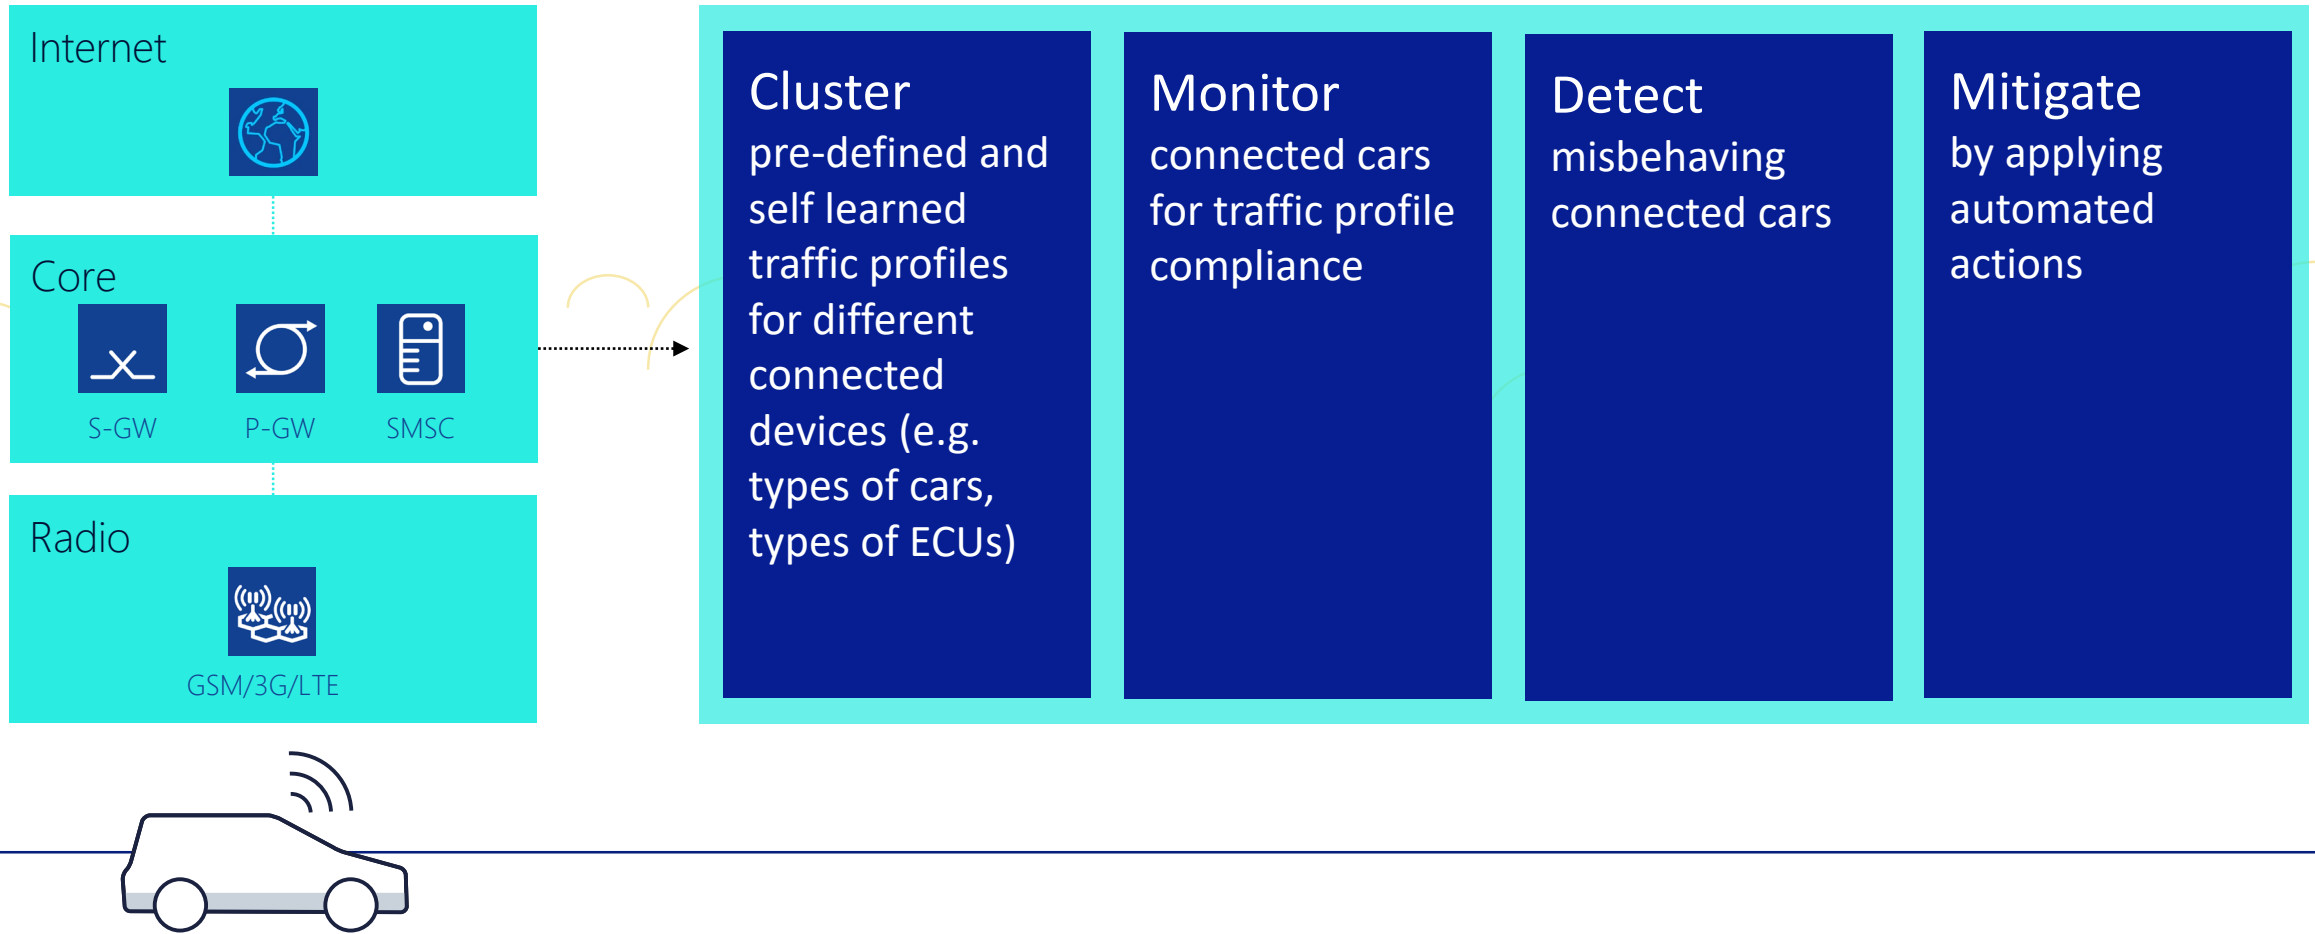 Internet
Core
S-GW
P-GW
SMSC
Radio
GSM/3G/LTE
Cluster
pre-defined and
self learned
traffic profiles
for different
connected
devices (e.g.
types of cars,
types of ECUs)
Monitor
connected cars
for traffic profile
compliance
Detect
misbehaving
connected cars
Mitigate
by applying
automated
actions